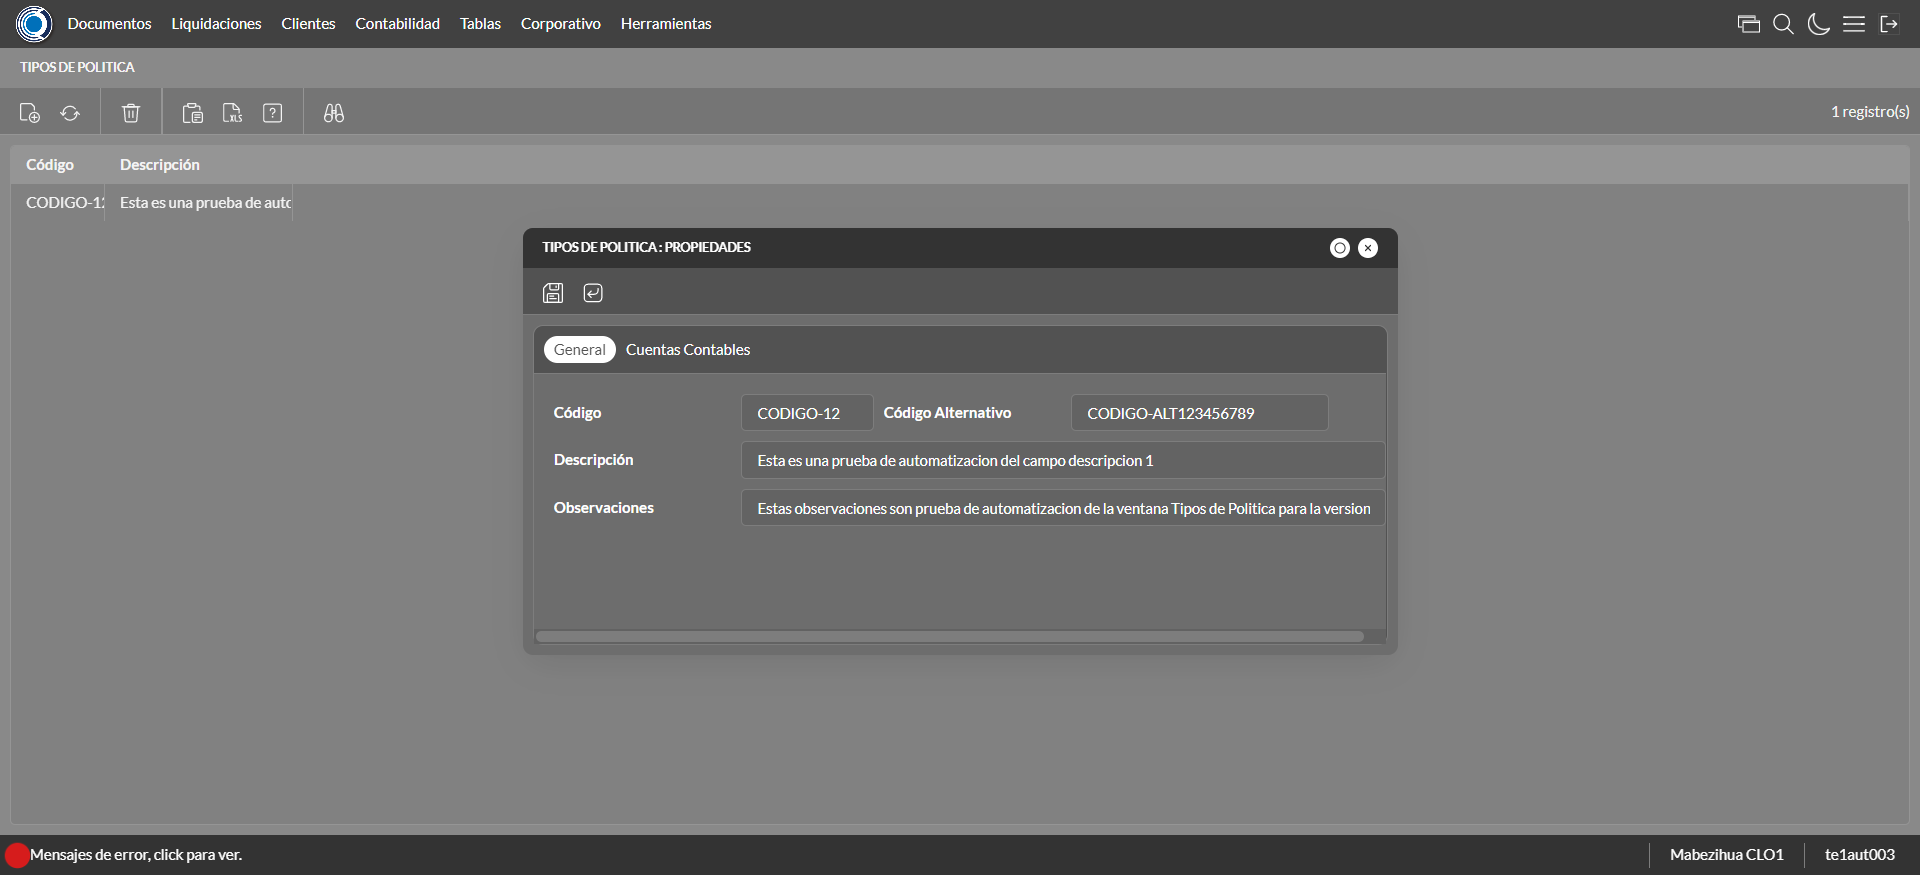 Documentos Liquidaciones Clientes Contabilidad Tablas Corporativo Herramientas
TIPOS DE POLITICA
XLS ? 1 registro(s)
Código Descripción
CODIGO-12 Esta es una prueba de auto
TIPOS DE POLITICA : PROPIEDADES
General Cuentas Contables
Código CODIGO-12 Código Alternativo CODIGO-ALT123456789
Descripción Esta es una prueba de automatizacion del campo descripcion 1
Observaciones Estas observaciones son prueba de automatizacion de la ventana Tipos de Politica para la version
Mensajes de error, click para ver. Mabezihua CLO1 te1aut003